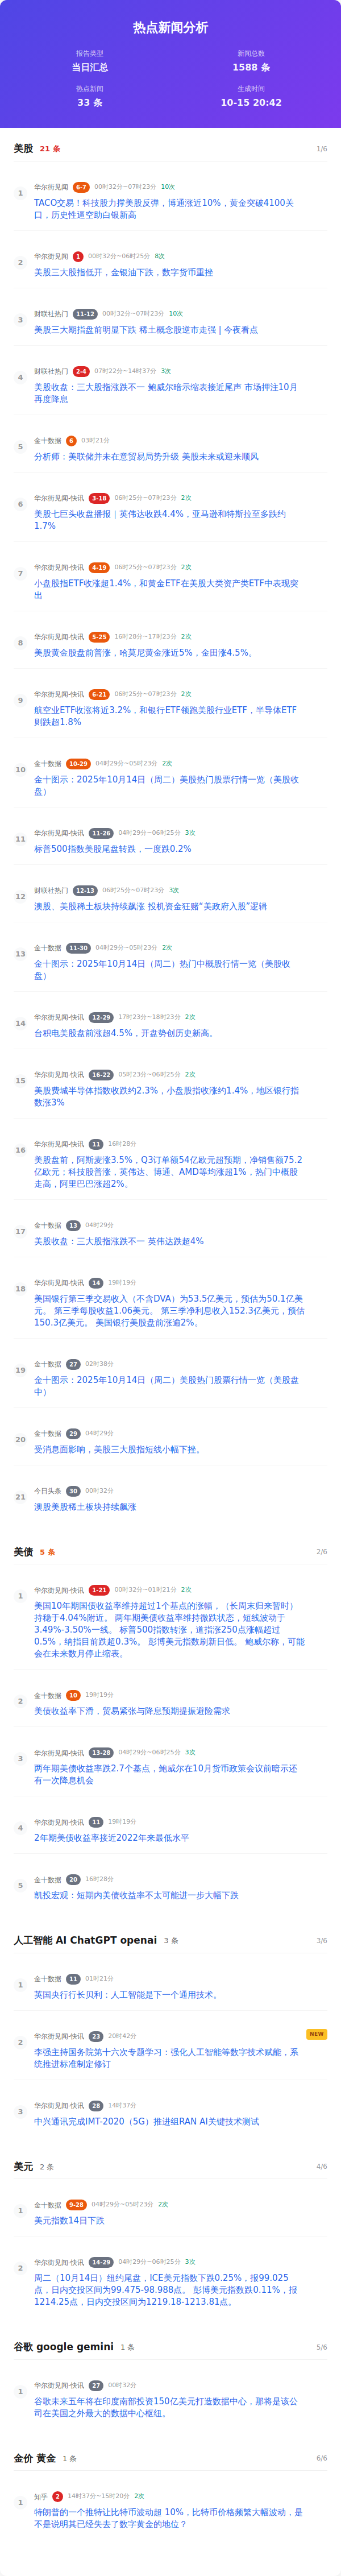 热点新闻分析
报告类型
当日汇总
新闻总数
1588 条
热点新闻
33 条
生成时间
10-15 20:42
美股 21 条 1/6
1
华尔街见闻 6-7 00时32分~07时23分 10次
TACO交易！科技股力撑美股反弹，博通涨近10%，黄金突破4100关
口，历史性逼空助白银新高
2
华尔街见闻 1 00时32分~06时25分 8次
美股三大股指低开，金银油下跌，数字货币重挫
3
财联社热门 11-12 00时32分~07时23分 10次
美股三大期指盘前明显下跌 稀土概念股逆市走强 | 今夜看点
4
财联社热门 2-4 07时22分~14时37分 3次
美股收盘：三大股指涨跌不一 鲍威尔暗示缩表接近尾声 市场押注10月
再度降息
5
金十数据 6 03时21分
分析师：美联储并未在意贸易局势升级 美股未来或迎来顺风
6
华尔街见闻-快讯 3-18 06时25分~07时23分 2次
美股七巨头收盘播报｜英伟达收跌4.4%，亚马逊和特斯拉至多跌约
1.7%
7
华尔街见闻-快讯 4-19 06时25分~07时23分 2次
小盘股指ETF收涨超1.4%，和黄金ETF在美股大类资产类ETF中表现突
出
8
华尔街见闻-快讯 5-25 16时28分~17时23分 2次
美股黄金股盘前普涨，哈莫尼黄金涨近5%，金田涨4.5%。
9
华尔街见闻-快讯 6-21 06时25分~07时23分 2次
航空业ETF收涨将近3.2%，和银行ETF领跑美股行业ETF，半导体ETF
则跌超1.8%
10
金十数据 10-29 04时29分~05时23分 2次
金十图示：2025年10月14日（周二）美股热门股票行情一览（美股收
盘）
11
华尔街见闻-快讯 11-26 04时29分~06时25分 3次
标普500指数美股尾盘转跌，一度跌0.2%
12
财联社热门 12-13 06时25分~07时23分 3次
澳股、美股稀土板块持续飙涨 投机资金狂赌“美政府入股”逻辑
13
金十数据 11-30 04时29分~05时23分 2次
金十图示：2025年10月14日（周二）热门中概股行情一览（美股收
盘）
14
华尔街见闻-快讯 12-29 17时23分~18时23分 2次
台积电美股盘前涨超4.5%，开盘势创历史新高。
15
华尔街见闻-快讯 16-22 05时23分~06时25分 2次
美股费城半导体指数收跌约2.3%，小盘股指收涨约1.4%，地区银行指
数涨3%
16
华尔街见闻-快讯 11 16时28分
美股盘前，阿斯麦涨3.5%，Q3订单额54亿欧元超预期，净销售额75.2
亿欧元；科技股普涨，英伟达、博通、AMD等均涨超1%，热门中概股
走高，阿里巴巴涨超2%。
17
金十数据 13 04时29分
美股收盘：三大股指涨跌不一 英伟达跌超4%
18
华尔街见闻-快讯 14 19时19分
美国银行第三季交易收入（不含DVA）为53.5亿美元，预估为50.1亿美
元。 第三季每股收益1.06美元。 第三季净利息收入152.3亿美元，预估
150.3亿美元。 美国银行美股盘前涨逾2%。
19
金十数据 27 02时38分
金十图示：2025年10月14日（周二）美股热门股票行情一览（美股盘
中）
20
金十数据 29 04时29分
受消息面影响，美股三大股指短线小幅下挫。
21
今日头条 30 00时32分
澳股美股稀土板块持续飙涨
美债 5 条 2/6
1
华尔街见闻-快讯 1-21 00时32分~01时21分 2次
美国10年期国债收益率维持超过1个基点的涨幅，（长周末归来暂时）
持稳于4.04%附近。 两年期美债收益率维持微跌状态，短线波动于
3.49%-3.50%一线。 标普500指数转涨，道指涨250点涨幅超过
0.5%，纳指目前跌超0.3%。 彭博美元指数刷新日低。 鲍威尔称，可能
会在未来数月停止缩表。
2
金十数据 10 19时19分
美债收益率下滑，贸易紧张与降息预期提振避险需求
3
华尔街见闻-快讯 13-28 04时29分~06时25分 3次
两年期美债收益率跌2.7个基点，鲍威尔在10月货币政策会议前暗示还
有一次降息机会
4
华尔街见闻-快讯 11 19时19分
2年期美债收益率接近2022年来最低水平
5
金十数据 20 16时28分
凯投宏观：短期内美债收益率不太可能进一步大幅下跌
人工智能 AI ChatGPT openai 3 条 3/6
1
金十数据 11 01时21分
英国央行行长贝利：人工智能是下一个通用技术。
2
华尔街见闻-快讯 23 20时42分 NEW
李强主持国务院第十六次专题学习：强化人工智能等数字技术赋能，系
统推进标准制定修订
3
华尔街见闻-快讯 28 14时37分
中兴通讯完成IMT-2020（5G）推进组RAN AI关键技术测试
美元 2 条 4/6
1
金十数据 9-28 04时29分~05时23分 2次
美元指数14日下跌
2
华尔街见闻-快讯 14-29 04时29分~06时25分 3次
周二（10月14日）纽约尾盘，ICE美元指数下跌0.25%，报99.025
点，日内交投区间为99.475-98.988点。 彭博美元指数跌0.11%，报
1214.25点，日内交投区间为1219.18-1213.81点。
谷歌 google gemini 1 条 5/6
1
华尔街见闻-快讯 27 00时32分
谷歌未来五年将在印度南部投资150亿美元打造数据中心，那将是该公
司在美国之外最大的数据中心枢纽。
金价 黄金 1 条 6/6
1
知乎 2 14时37分~15时20分 2次
特朗普的一个推特让比特币波动超 10%，比特币价格频繁大幅波动，是
不是说明其已经失去了数字黄金的地位？